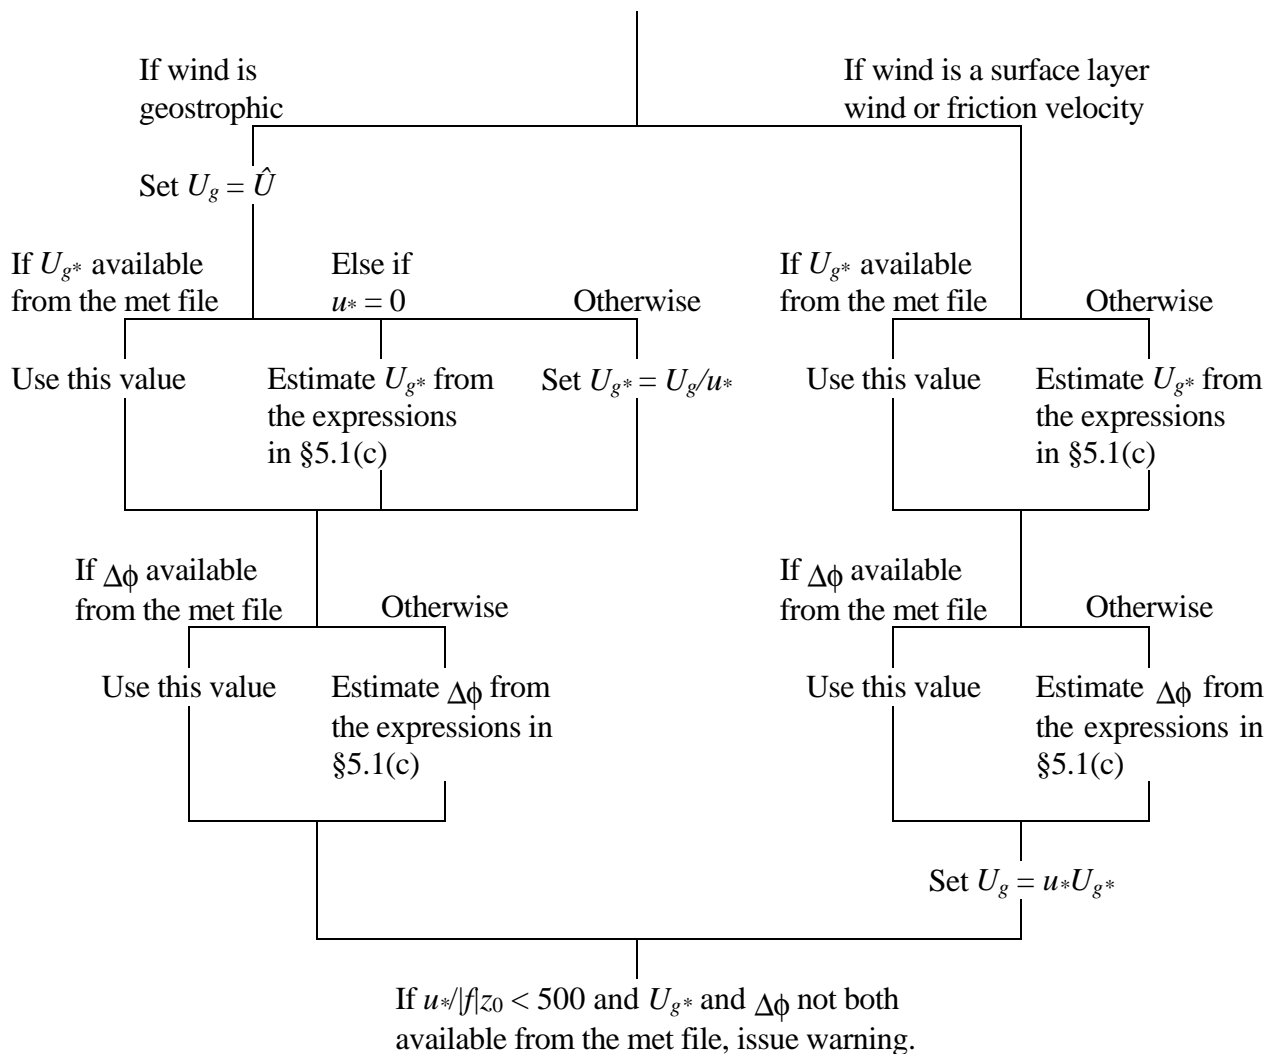 If wind is
geostrophic
If wind is a surface layer
wind or friction velocity
Set U_g = Û
If U_g* available
from the met file
Else if
u* = 0
Otherwise
If U_g* available
from the met file
Otherwise
Use this value
Estimate U_g* from
the expressions
in §5.1(c)
Set U_g* = U_g/u*
Use this value
Estimate U_g* from
the expressions
in §5.1(c)
If Δϕ available
from the met file
Otherwise
If Δϕ available
from the met file
Otherwise
Use this value
Estimate Δϕ from
the expressions in
§5.1(c)
Use this value
Estimate Δϕ from
the expressions in
§5.1(c)
Set U_g = u*U_g*
If u*/|f|z₀ < 500 and U_g* and Δϕ not both
available from the met file, issue warning.